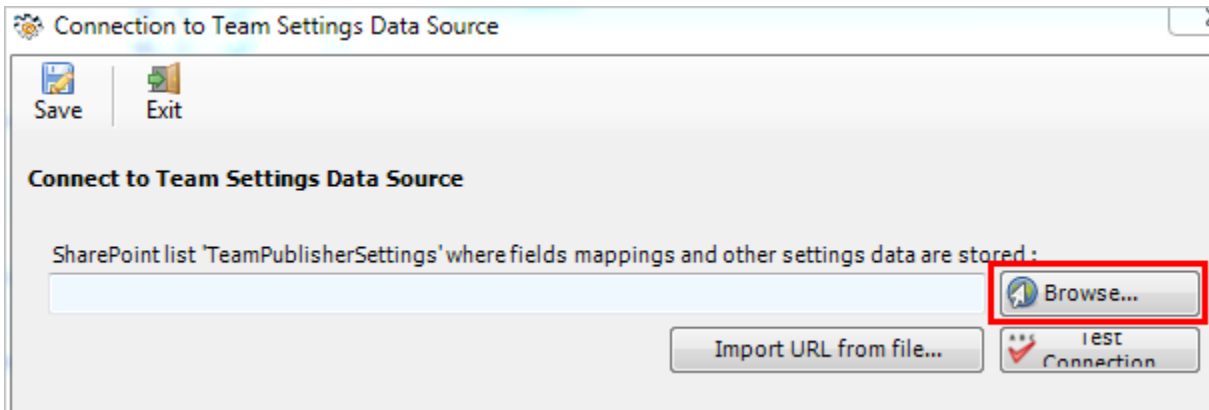 Connection to Team Settings Data Source
Save Exit
Connect to Team Settings Data Source
SharePoint list 'TeamPublisherSettings' where fields mappings and other settings data are stored :
Browse...
Import URL from file... Test
Connection